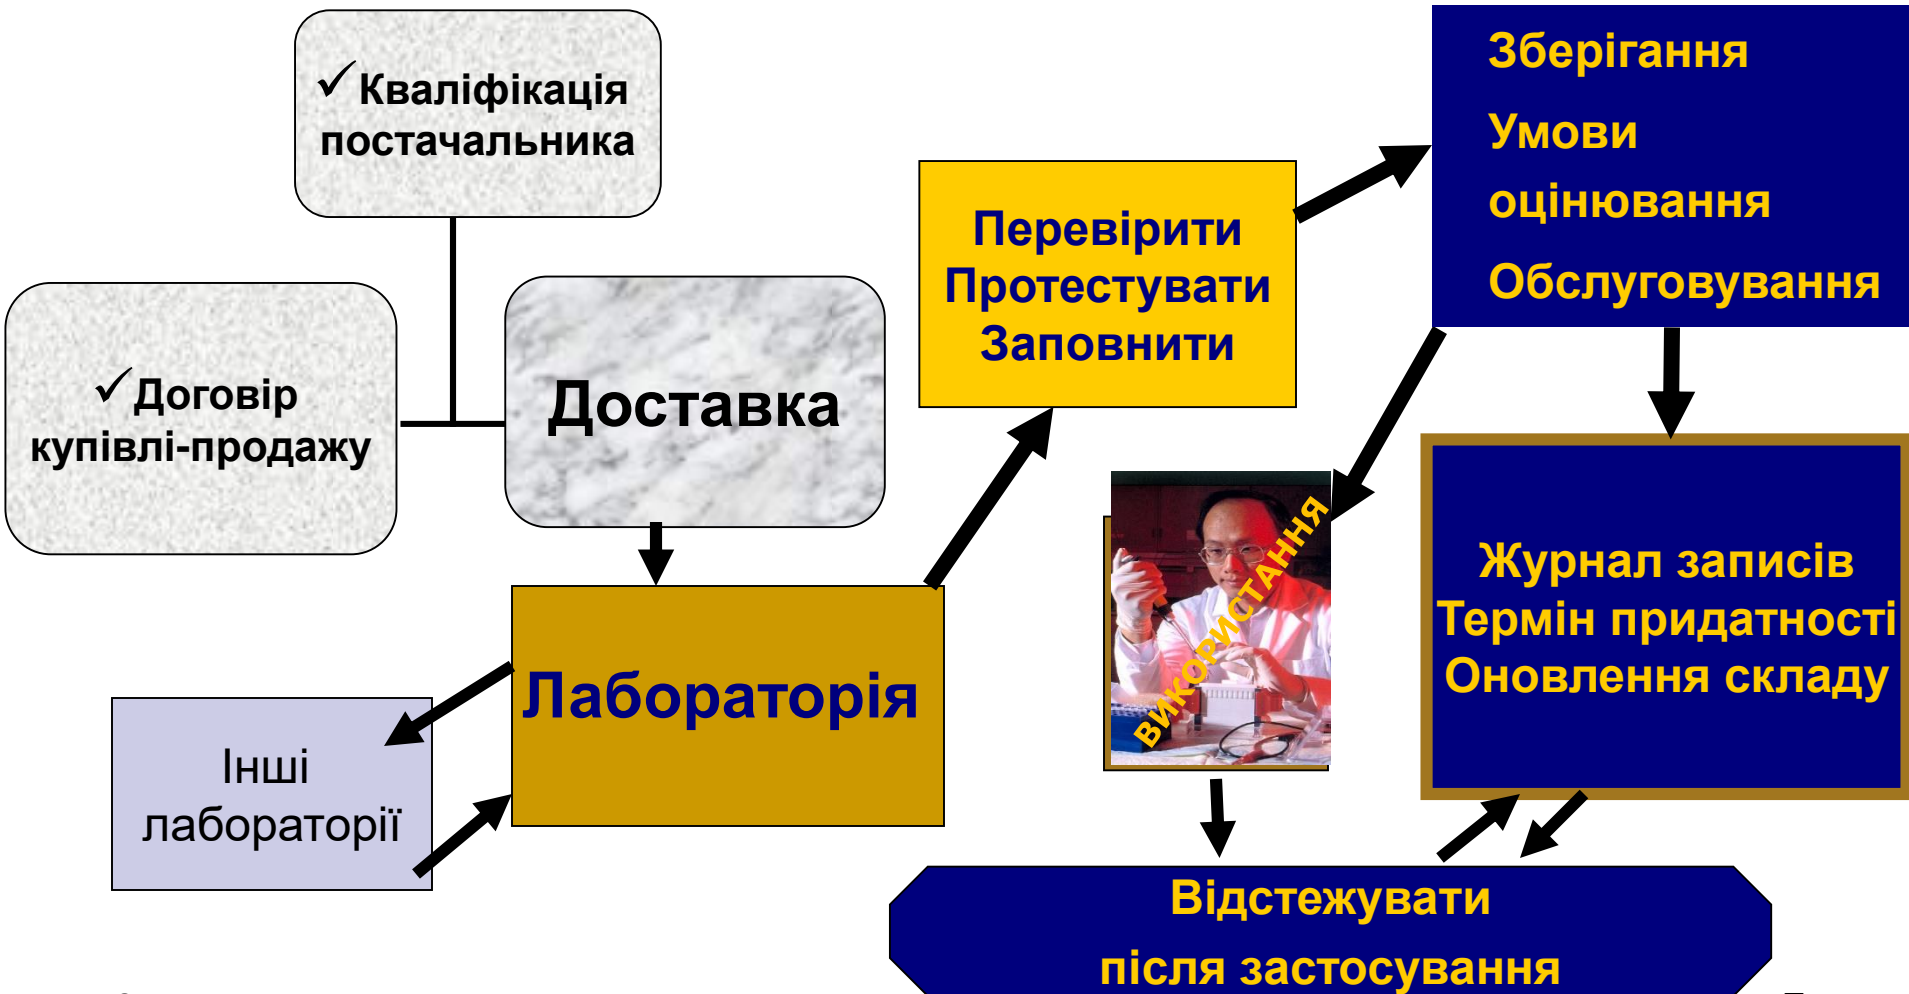 ✓Кваліфікація
постачальника
✓Договір
купівлі-продажу
Доставка
Лабораторія
Інші
лабораторії
Перевірити
Протестувати
Заповнити
Зберігання
Умови
оцінювання
Обслуговування
ВИКОРИСТАННЯ
Журнал записів
Термін придатності
Оновлення складу
Відстежувати
після застосування